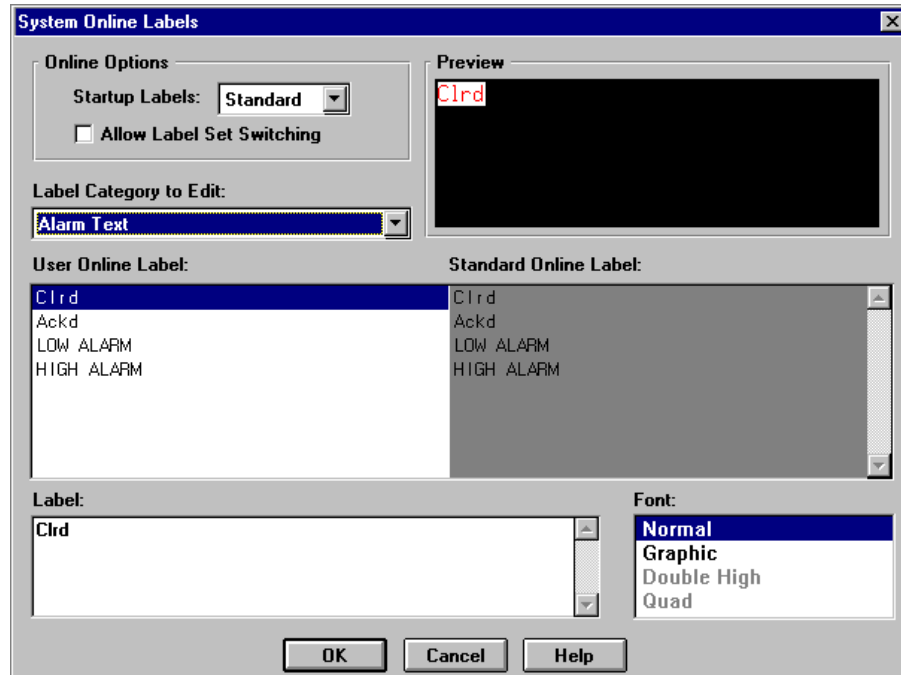 System Online Labels
Online Options
Startup Labels: Standard
Allow Label Set Switching
Preview
Clrd
Label Category to Edit:
Alarm Text
User Online Label:
Clrd
Ackd
LOW ALARM
HIGH ALARM
Standard Online Label:
Clrd
Ackd
LOW ALARM
HIGH ALARM
Label:
Clrd
Font:
Normal
Graphic
Double High
Quad
OK
Cancel
Help